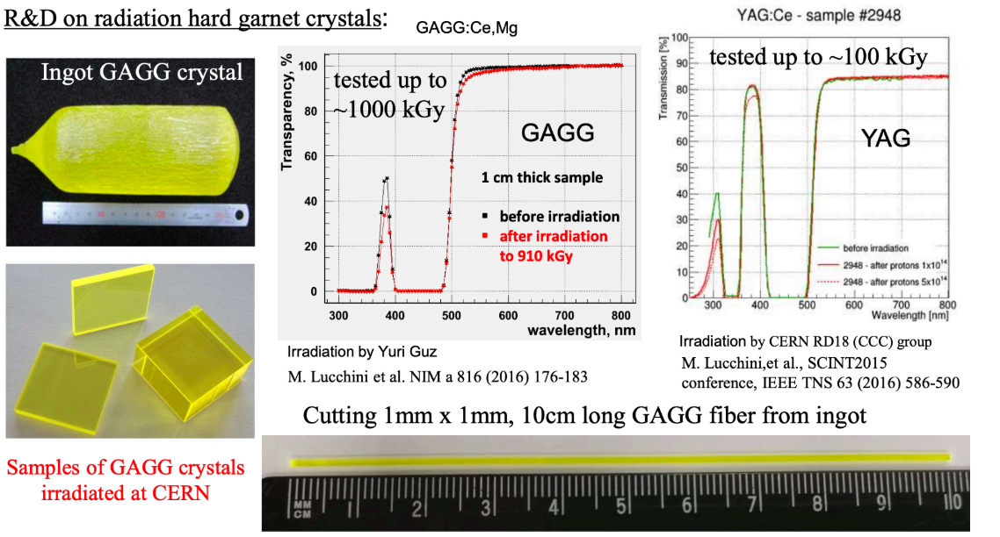 R&D on radiation hard garnet crystals:
Ingot GAGG crystal
Samples of GAGG crystals
irradiated at CERN
GAGG:Ce,Mg
Transparency, %
100
80
60
40
20
0
tested up to
~1000 kGy
GAGG
1 cm thick sample
before irradiation
after irradiation
to 910 kGy
300 400 500 600 700 800
wavelength, nm
Irradiation by Yuri Guz
M. Lucchini et al. NIM a 816 (2016) 176-183
YAG:Ce - sample #2948
Transmission [%]
100
90
80
70
60
50
40
30
20
10
0
tested up to ~100 kGy
YAG
before irradiation
2948 - after protons 1x10¹⁴
2948 - after protons 5x10¹⁴
300 400 500 600 700 800
Wavelength [nm]
Irradiation by CERN RD18 (CCC) group
M. Lucchini,et al., SCINT2015
conference, IEEE TNS 63 (2016) 586-590
Cutting 1mm x 1mm, 10cm long GAGG fiber from ingot
MM
CM 1 2 3 4 5 6 7 8 9 10